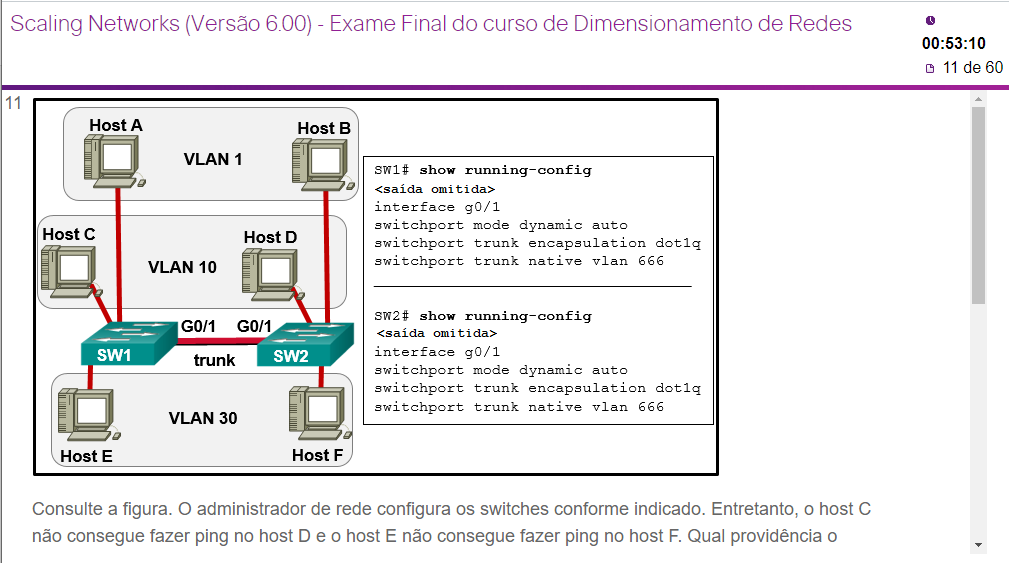 Scaling Networks (Versão 6.00) - Exame Final do curso de Dimensionamento de Redes
00:53:10
11 de 60
11
Host A
Host B
VLAN 1
Host C
Host D
VLAN 10
G0/1 G0/1
SW1
SW2
trunk
VLAN 30
Host E
Host F
SW1# show running-config
<saída omitida>
interface g0/1
switchport mode dynamic auto
switchport trunk encapsulation dot1q
switchport trunk native vlan 666
SW2# show running-config
<saída omitida>
interface g0/1
switchport mode dynamic auto
switchport trunk encapsulation dot1q
switchport trunk native vlan 666
Consulte a figura. O administrador de rede configura os switches conforme indicado. Entretanto, o host C
não consegue fazer ping no host D e o host E não consegue fazer ping no host F. Qual providência o